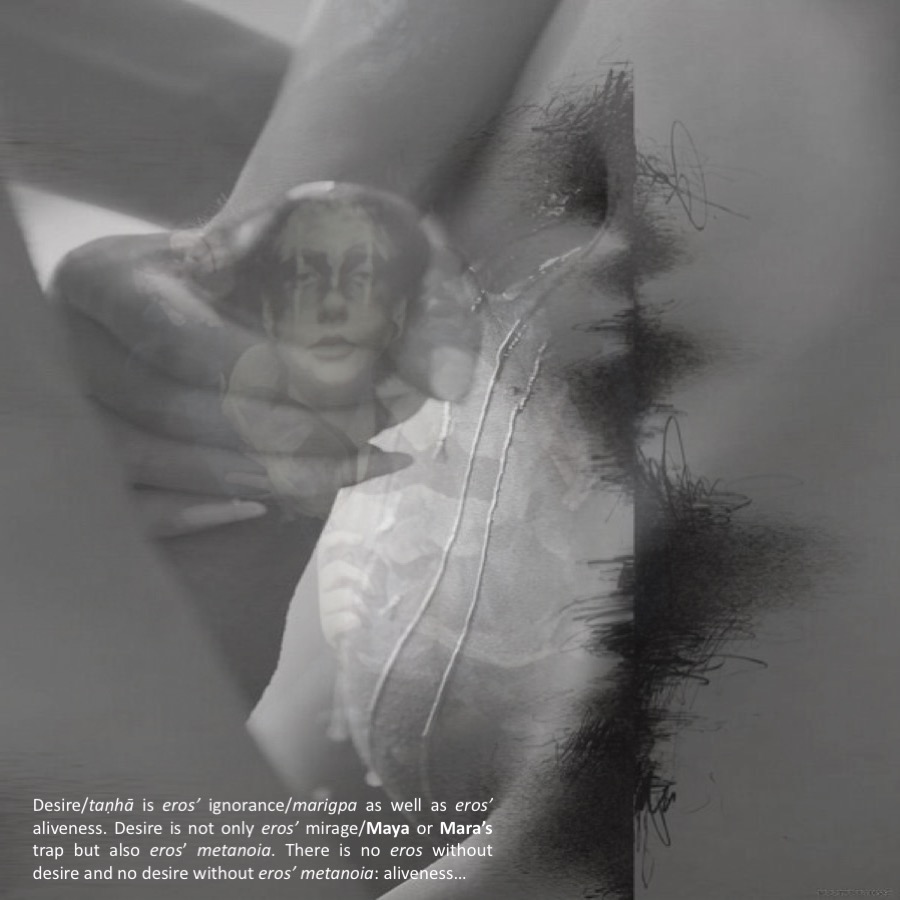 Desire/taṇhā is eros’ ignorance/marigpa as well as eros’
aliveness. Desire is not only eros’ mirage/Maya or Mara’s
trap but also eros’ metanoia. There is no eros without
desire and no desire without eros’ metanoia: aliveness…